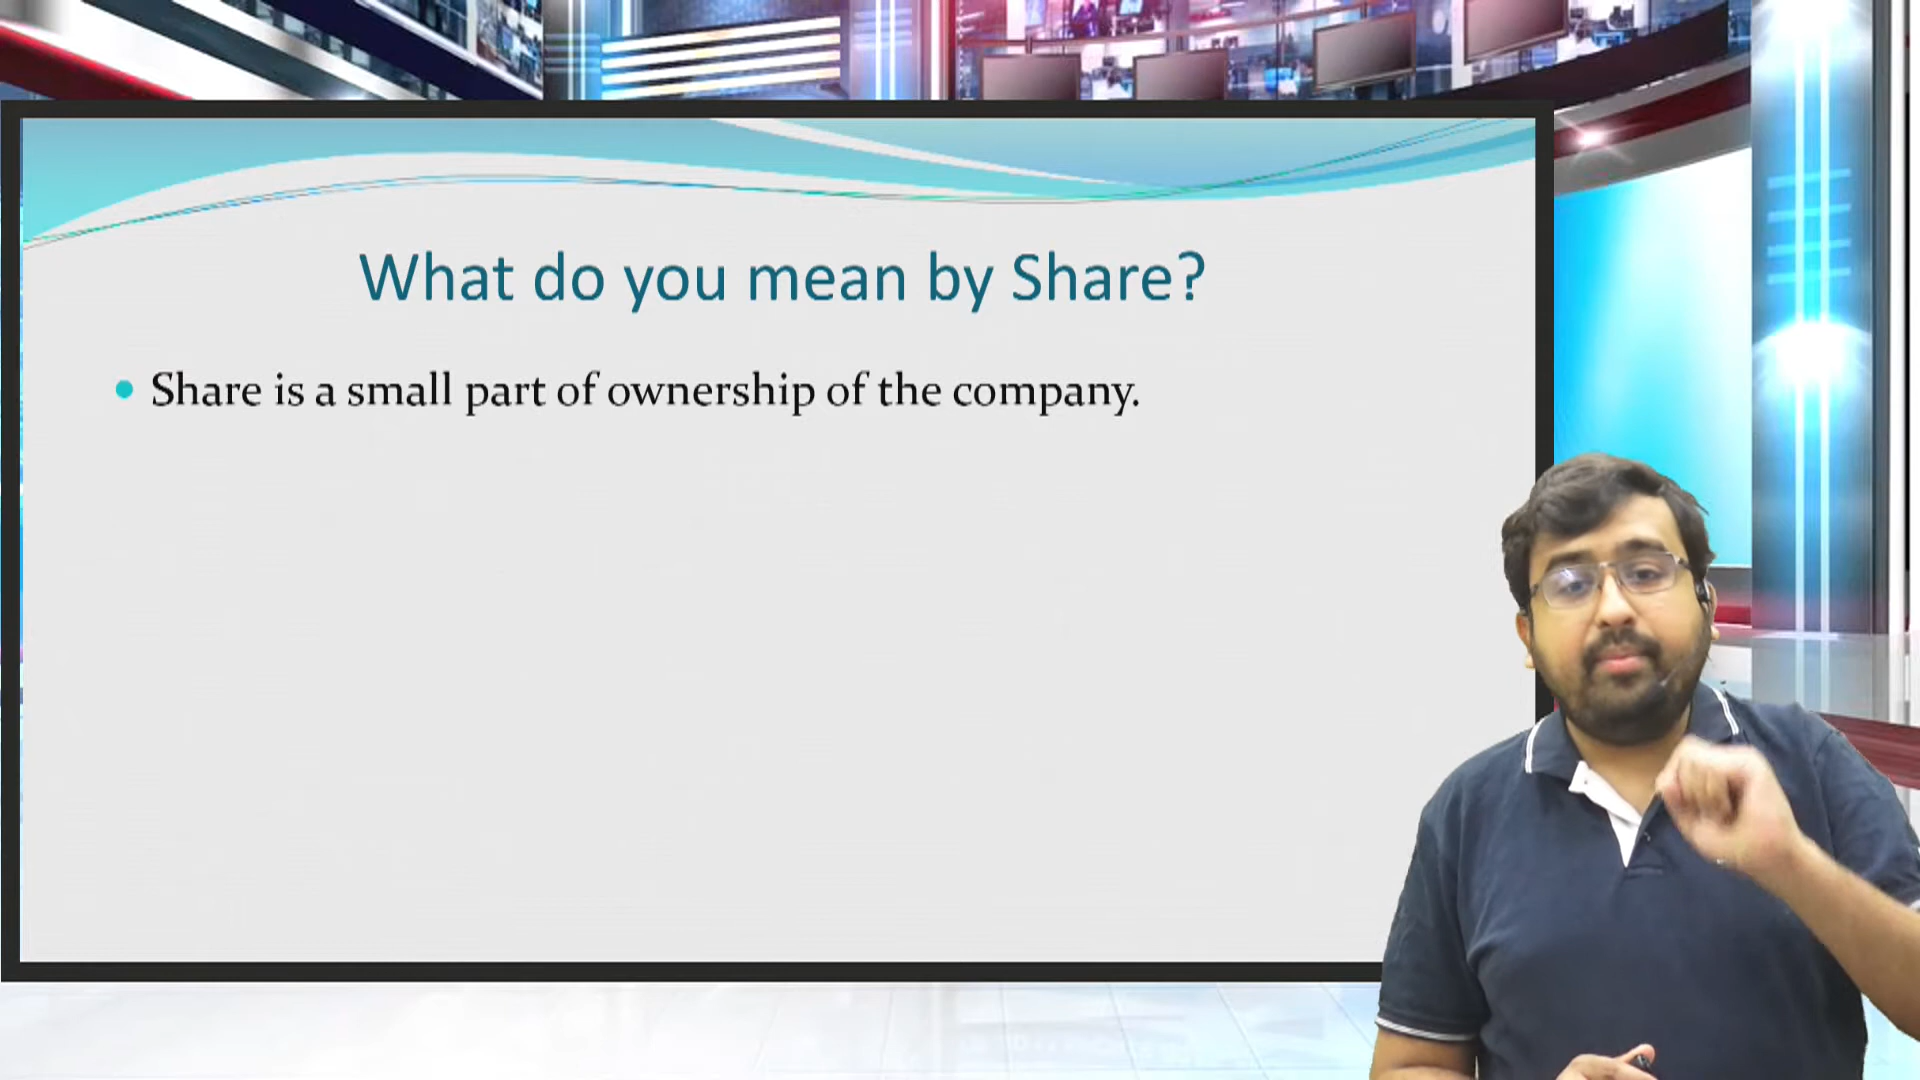 What do you mean by Share?
Share is a small part of ownership of the company.